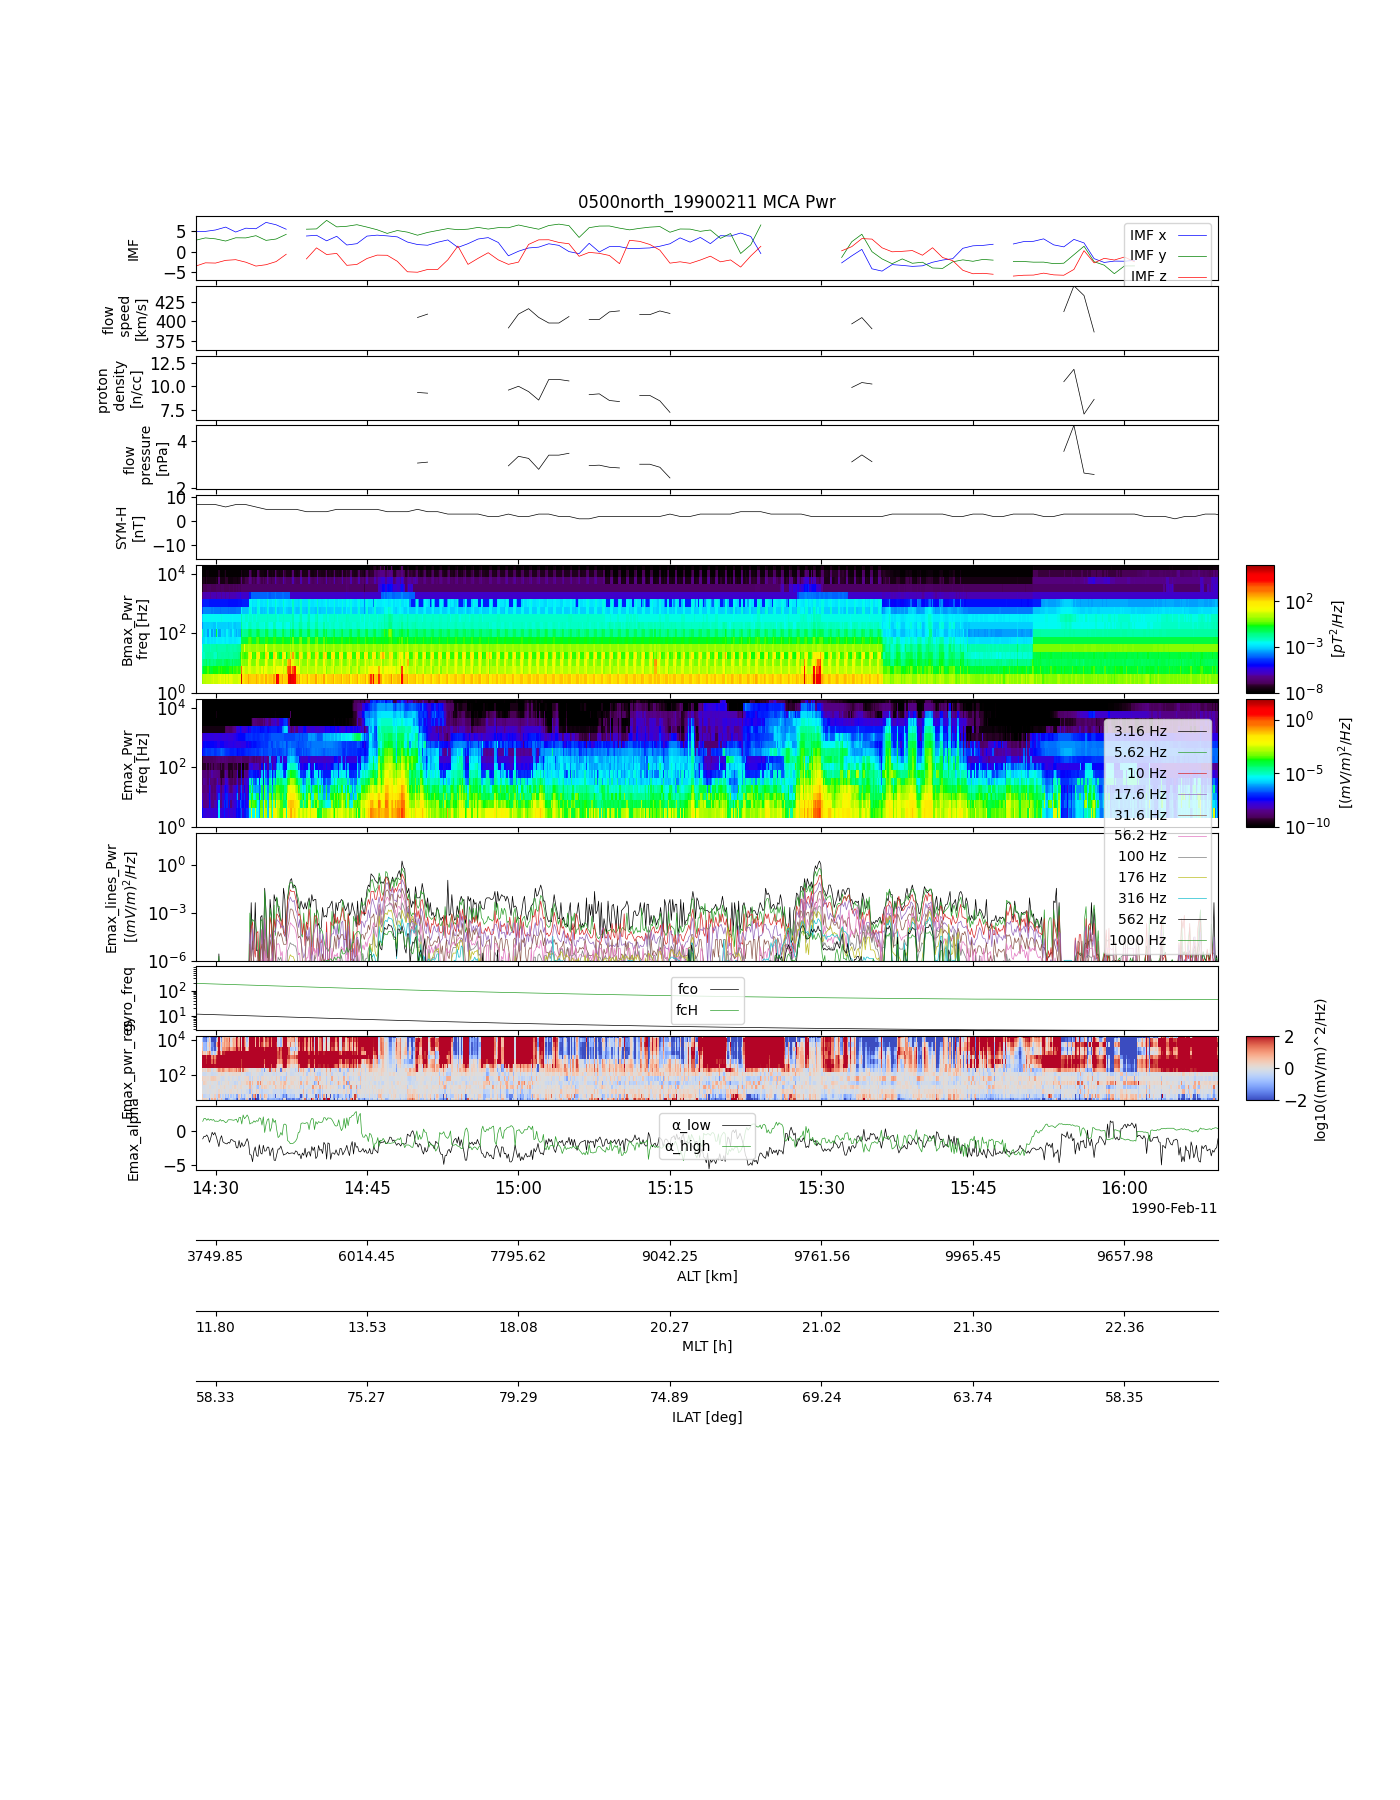 0500north_19900211 MCA Pwr
IMF
5
0
−5
IMF x
IMF y
IMF z
flow
speed
[km/s]
425
400
375
proton
density
[n/cc]
12.5
10.0
7.5
flow
pressure
[nPa]
4
2
SYM-H
[nT]
10
0
−10
Bmax_Pwr
freq [Hz]
10^4
10^2
10^0
10^2
10^−3
10^−8
[pT^2/Hz]
Emax_Pwr
freq [Hz]
10^4
10^2
10^0
10^0
10^−5
10^−10
[(mV/m)^2/Hz]
3.16 Hz
5.62 Hz
10 Hz
17.6 Hz
31.6 Hz
56.2 Hz
100 Hz
176 Hz
316 Hz
562 Hz
1000 Hz
Emax_lines_Pwr
[(mV/m)^2/Hz]
10^0
10^−3
10^−6
gyro_freq
10^2
10^1
fco
fcH
Emax_pwr_reg
10^4
10^2
2
0
−2
log10((mV/m)^2/Hz)
Emax_alpha
0
−5
α_low
α_high
14:30 14:45 15:00 15:15 15:30 15:45 16:00
1990-Feb-11
3749.85 6014.45 7795.62 9042.25 9761.56 9965.45 9657.98
ALT [km]
11.80 13.53 18.08 20.27 21.02 21.30 22.36
MLT [h]
58.33 75.27 79.29 74.89 69.24 63.74 58.35
ILAT [deg]